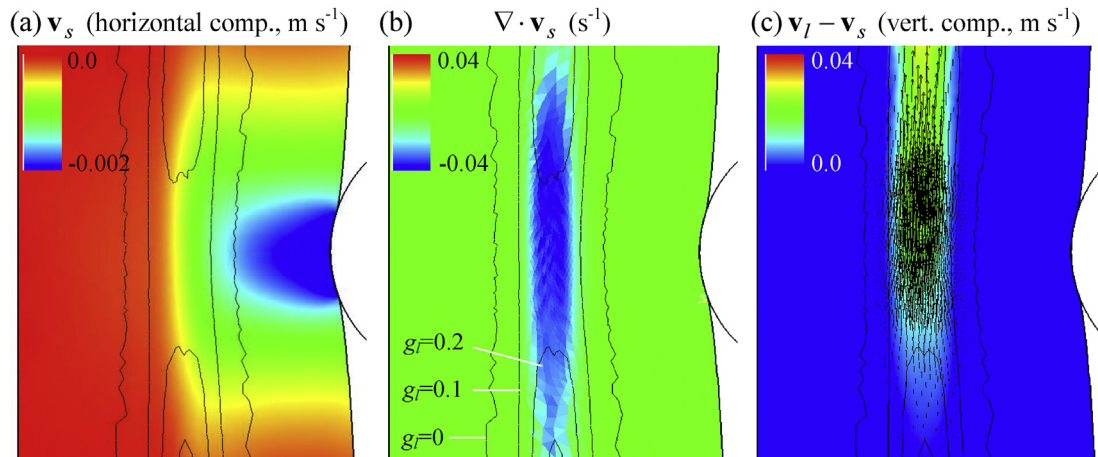 (a) vₛ (horizontal comp., m s⁻¹)
0.0
-0.002
(b) ∇ · vₛ (s⁻¹)
0.04
-0.04
gₗ=0.2
gₗ=0.1
gₗ=0
(c) vₗ – vₛ (vert. comp., m s⁻¹)
0.04
0.0